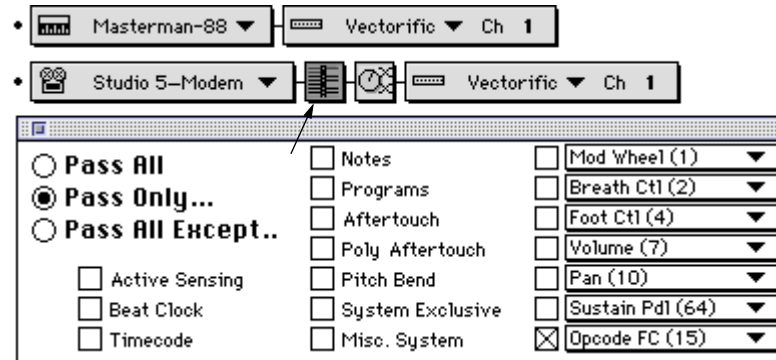 Masterman-88 Vectorific Ch 1
Studio 5-Modem Vectorific Ch 1
Pass All
Pass Only...
Pass All Except..
Active Sensing
Beat Clock
Timecode
Notes
Programs
Aftertouch
Poly Aftertouch
Pitch Bend
System Exclusive
Misc. System
Mod Wheel (1)
Breath Ctl (2)
Foot Ctl (4)
Volume (7)
Pan (10)
Sustain Pdl (64)
Opcode FC (15)